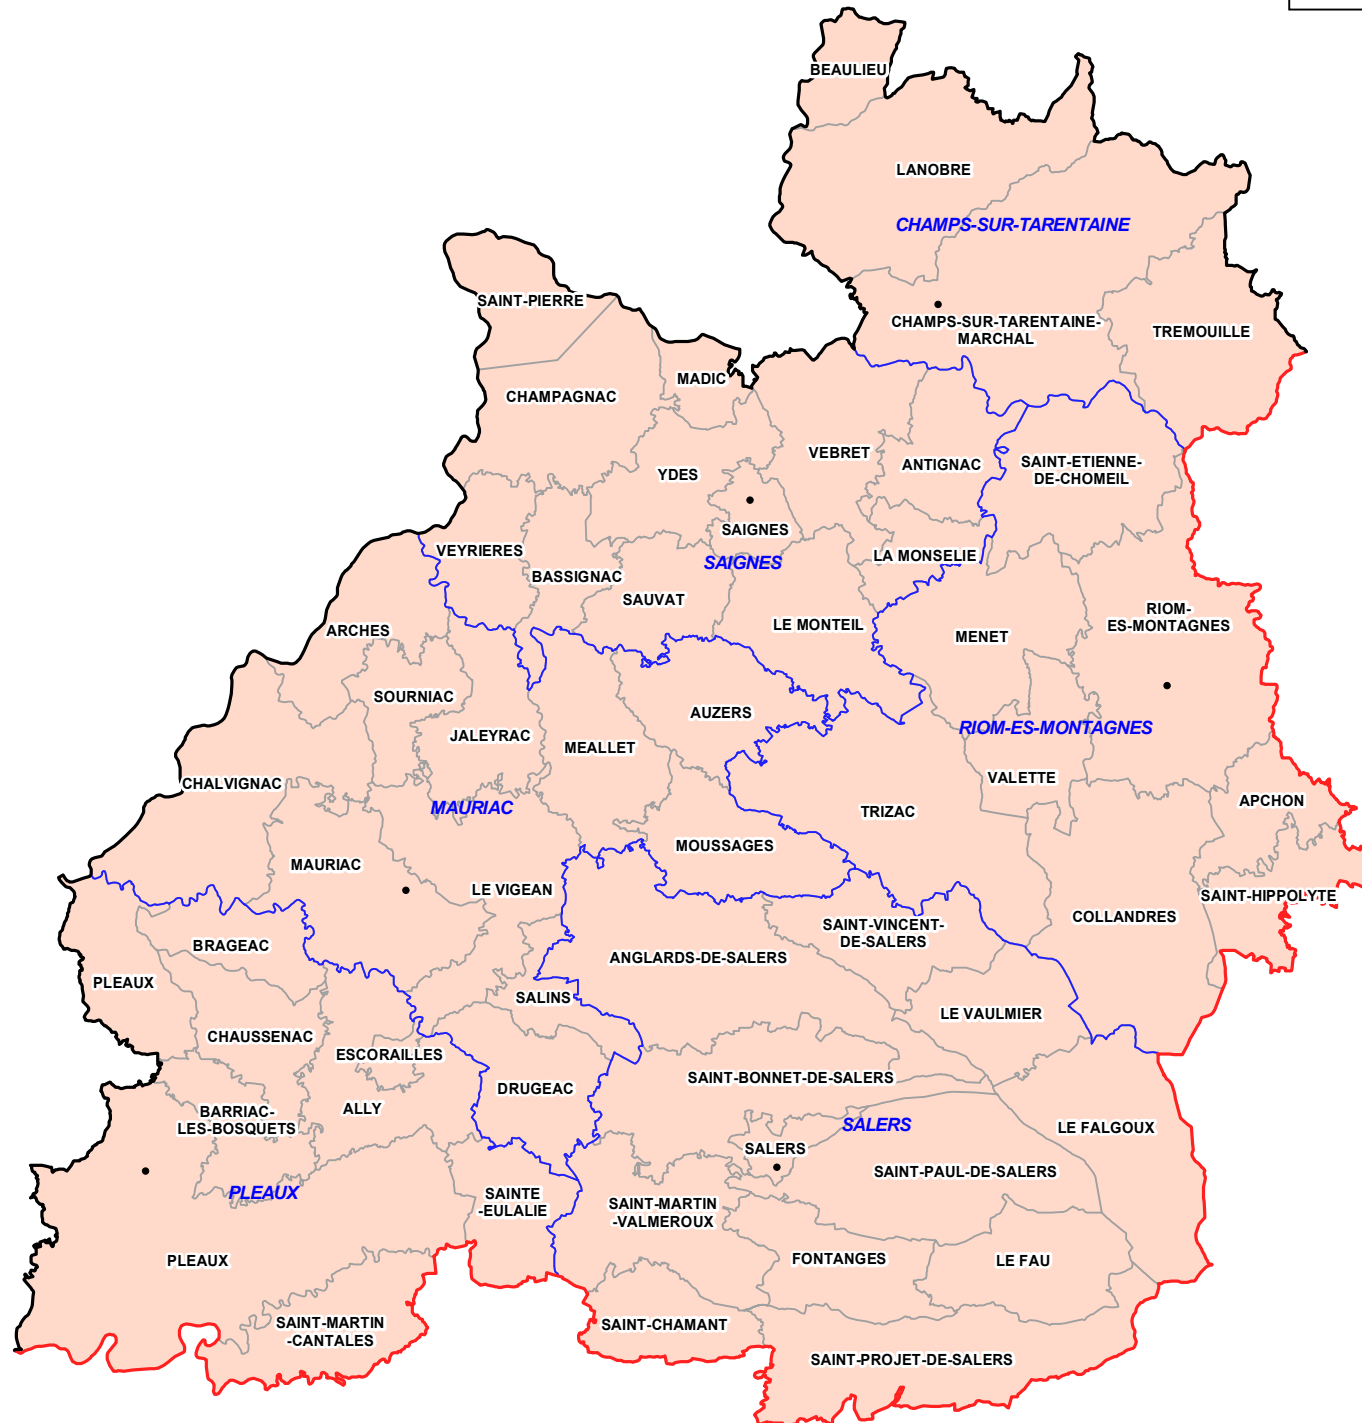 BEAULIEU
LANOBRE
CHAMPS-SUR-TARENTAINE
SAINT-PIERRE
CHAMPS-SUR-TARENTAINE-
MARCHAL
TREMOUILLE
MADIC
CHAMPAGNAC
VEBRET
ANTIGNAC
SAINT-ETIENNE-
DE-CHOMEIL
YDES
SAIGNES
VEYRIERES
LA MONSELIE
SAIGNES
BASSIGNAC
SAUVAT
RIOM-
ES-MONTAGNES
LE MONTEIL
ARCHES
MENET
SOURNIAC
AUZERS
RIOM-ES-MONTAGNES
JALEYRAC
MEALLET
VALETTE
CHALVIGNAC
APCHON
MAURIAC
TRIZAC
MOUSSAGES
MAURIAC
LE VIGEAN
SAINT-HIPPOLYTE
COLLANDRES
SAINT-VINCENT-
DE-SALERS
BRAGEAC
ANGLARDS-DE-SALERS
PLEAUX
SALINS
LE VAULMIER
CHAUSSENAC
ESCORAILLES
SAINT-BONNET-DE-SALERS
DRUGEAC
ALLY
BARRIAC-
LES-BOSQUETS
SALERS
LE FALGOUX
SALERS
SAINT-PAUL-DE-SALERS
PLEAUX
SAINTE
-EULALIE
SAINT-MARTIN
-VALMEROUX
PLEAUX
FONTANGES
LE FAU
SAINT-MARTIN
-CANTALES
SAINT-CHAMANT
SAINT-PROJET-DE-SALERS